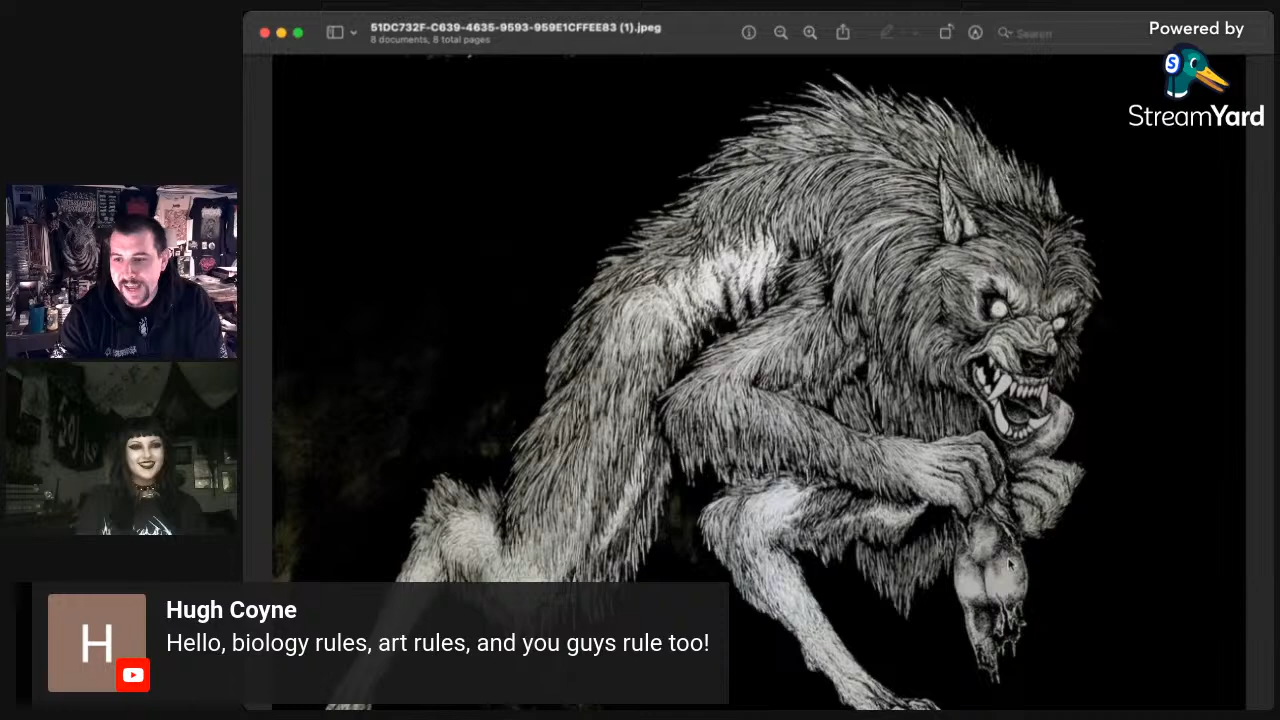 51DC732F-C639-4635-9593-959E1CFFEE83 (1).jpeg
8 documents, 8 total pages
Search
Powered by
S
StreamYard
H
Hugh Coyne
Hello, biology rules, art rules, and you guys rule too!